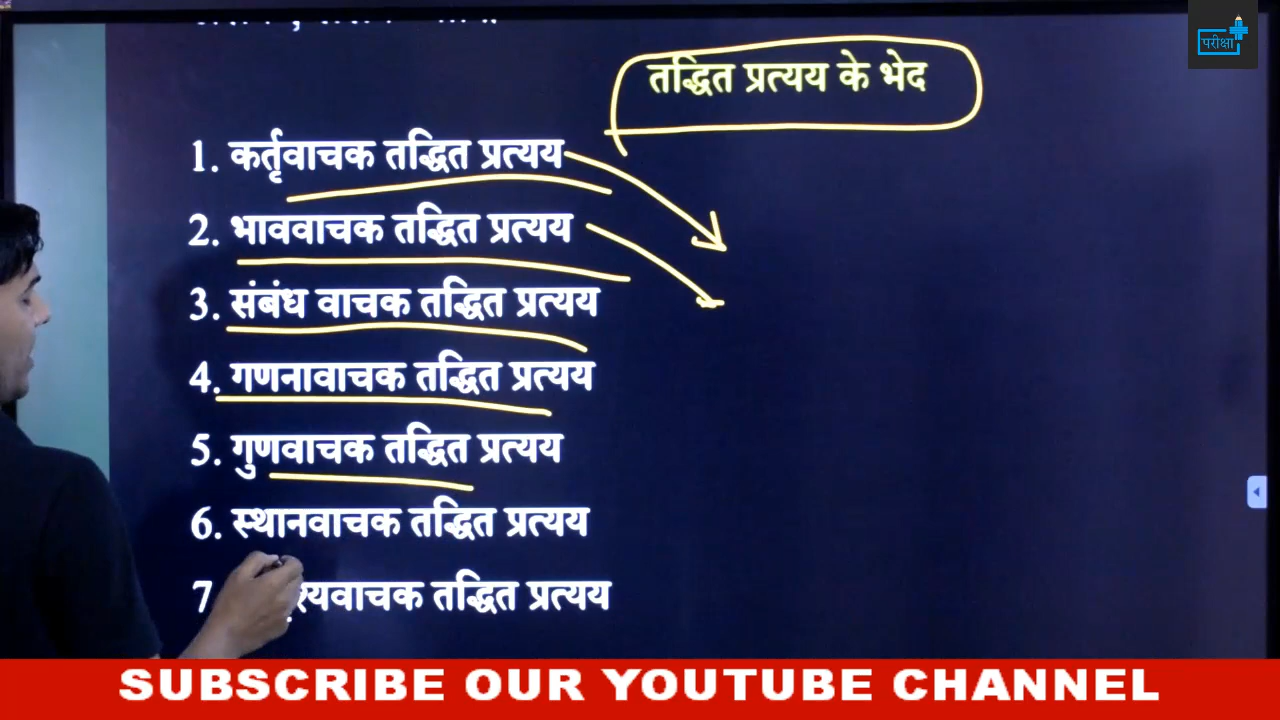 परीक्षा
तद्धित प्रत्यय के भेद
1. कर्तृवाचक तद्धित प्रत्यय
2. भाववाचक तद्धित प्रत्यय
3. संबंध वाचक तद्धित प्रत्यय
4. गणनावाचक तद्धित प्रत्यय
5. गुणवाचक तद्धित प्रत्यय
6. स्थानवाचक तद्धित प्रत्यय
7 तद्धित प्रत्यय
SUBSCRIBE OUR YOUTUBE CHANNEL